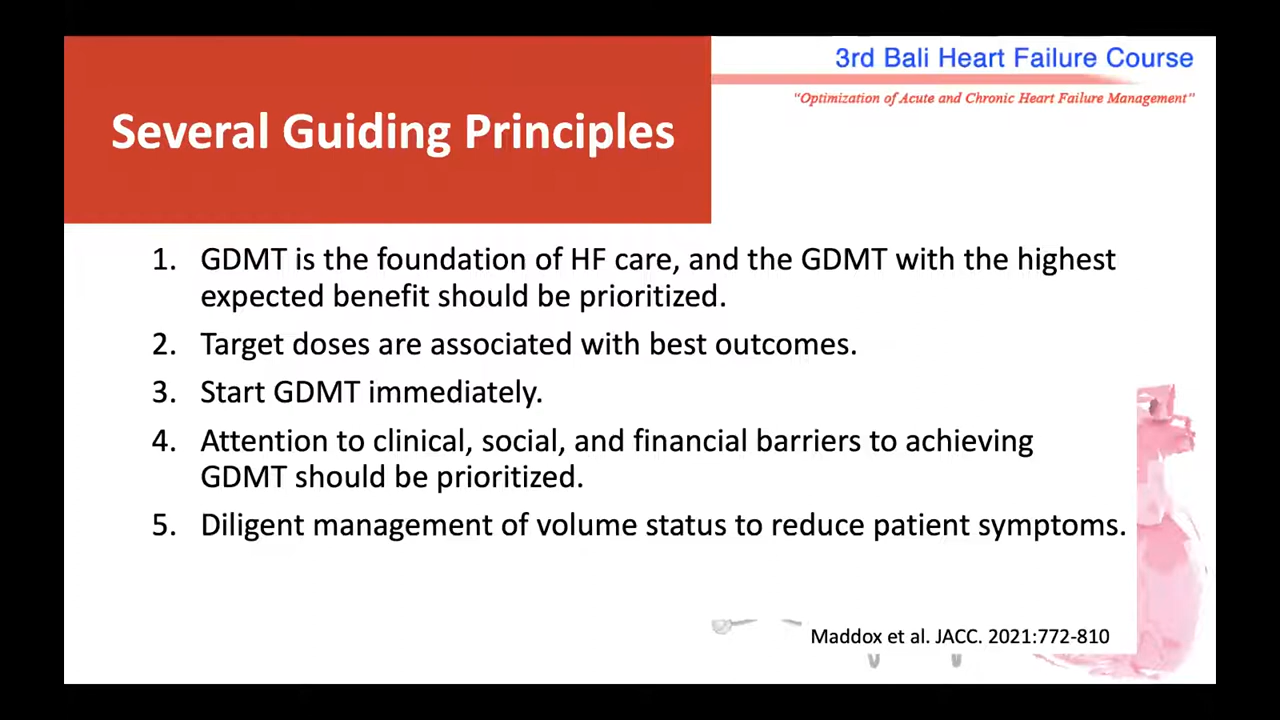 3rd Bali Heart Failure Course
"Optimization of Acute and Chronic Heart Failure Management"
Several Guiding Principles
1. GDMT is the foundation of HF care, and the GDMT with the highest
expected benefit should be prioritized.
2. Target doses are associated with best outcomes.
3. Start GDMT immediately.
4. Attention to clinical, social, and financial barriers to achieving
GDMT should be prioritized.
5. Diligent management of volume status to reduce patient symptoms.
Maddox et al. JACC. 2021:772-810